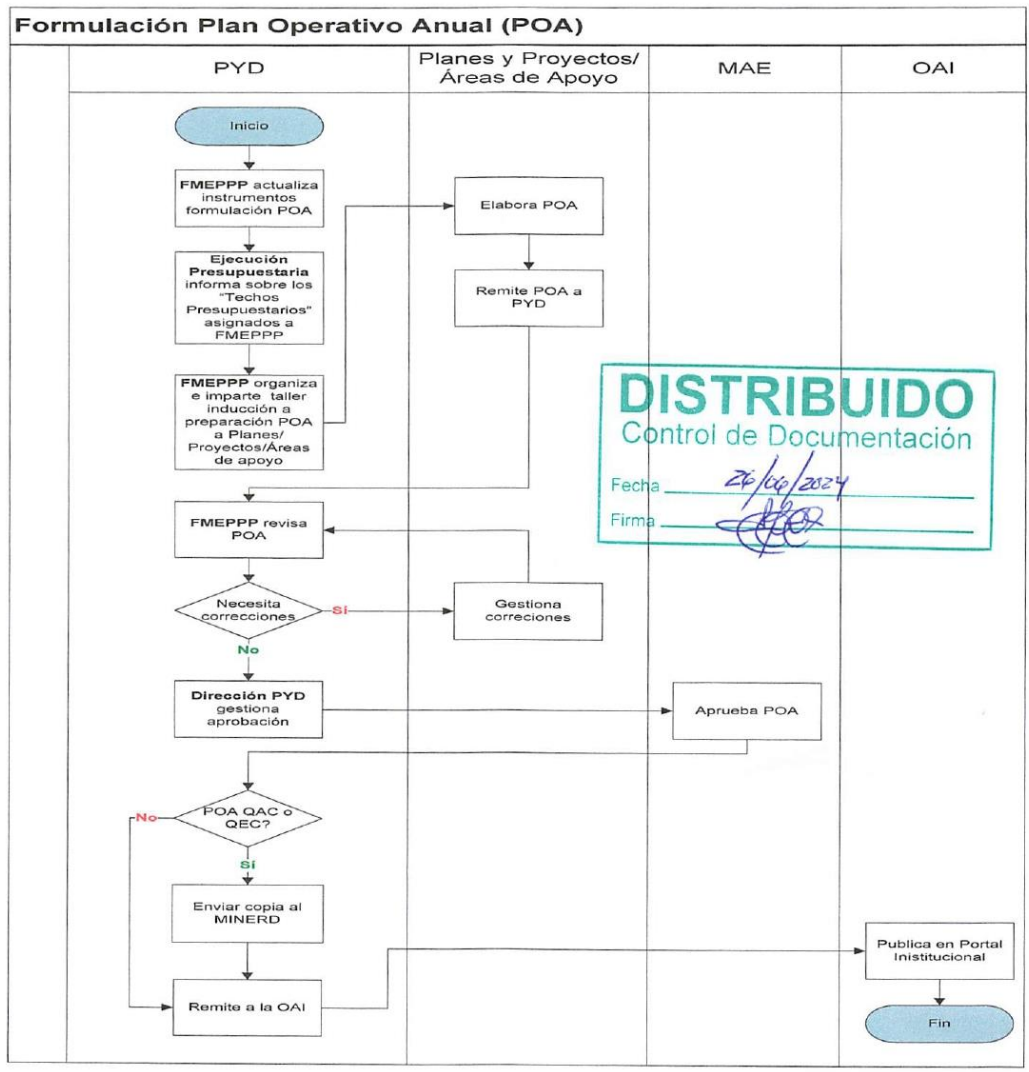 Formulación Plan Operativo Anual (POA)
PYD
Planes y Proyectos/
Áreas de Apoyo
MAE
OAI
Inicio
FMEPPP actualiza
instrumentos
formulación POA
Ejecución
Presupuestaria
informa sobre los
"Techos
Presupuestarios"
asignados a
FMEPPP
FMEPPP organiza
e imparte taller
inducción a
preparación POA
a Planes/
Proyectos/Áreas
de apoyo
Elabora POA
Remite POA a
PYD
DISTRIBUIDO
Control de Documentación
Fecha 26/06/2024
Firma
FMEPPP revisa
POA
Necesita
correcciones
Sí
Gestiona
correciones
No
Dirección PYD
gestiona
aprobación
Aprueba POA
POA QAC o
QEC?
No
Sí
Enviar copia al
MINERD
Remite a la OAI
Publica en Portal
Inistitucional
Fin